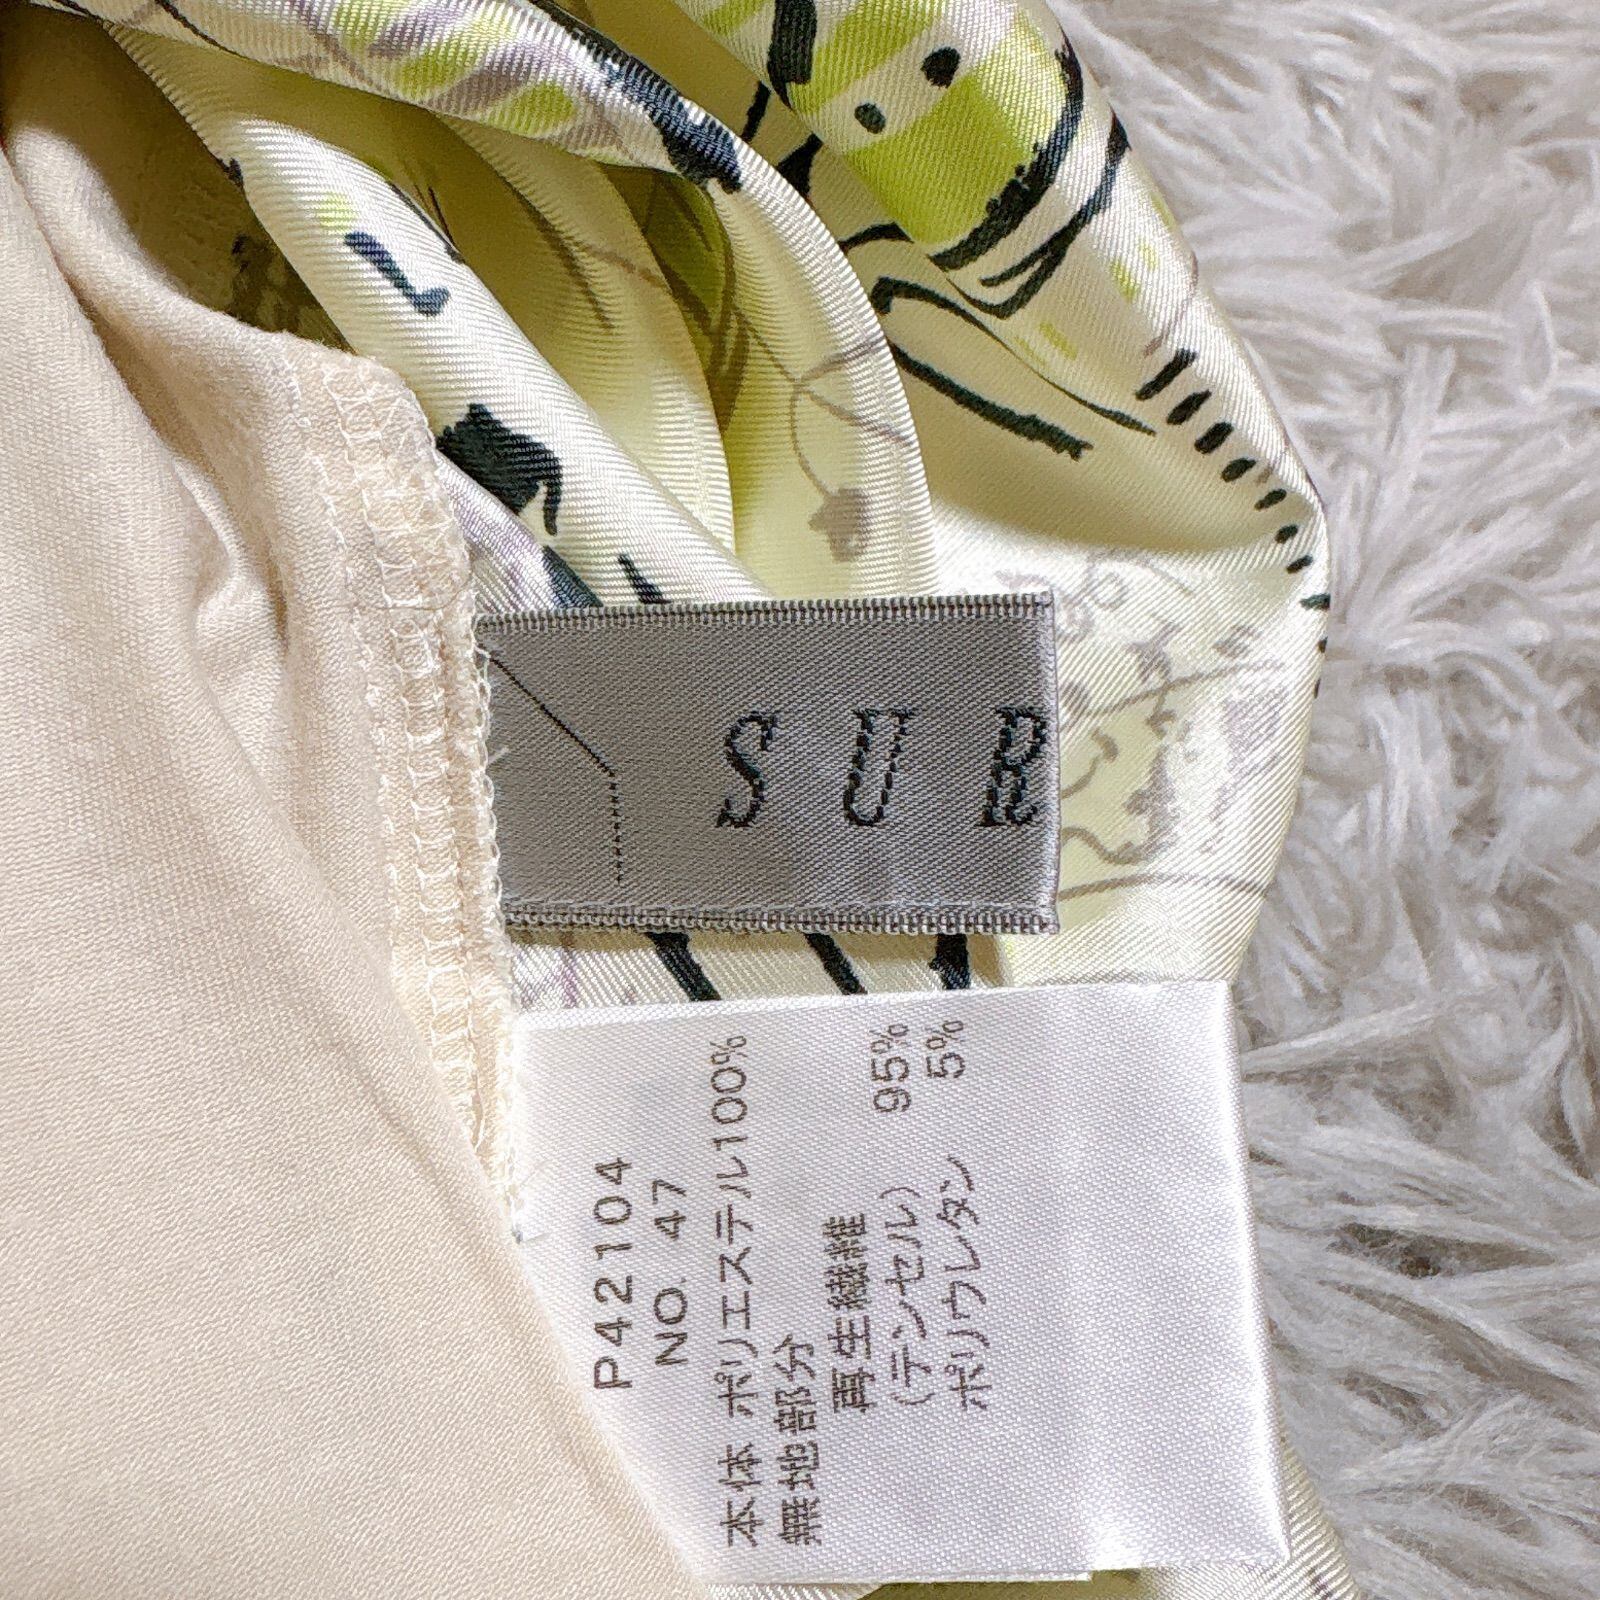 SUR
P42104
NO. 47
本体 ポリエステル100%
無地部分
再生繊維 95%
(テンセル)
ポリウレタン 5%